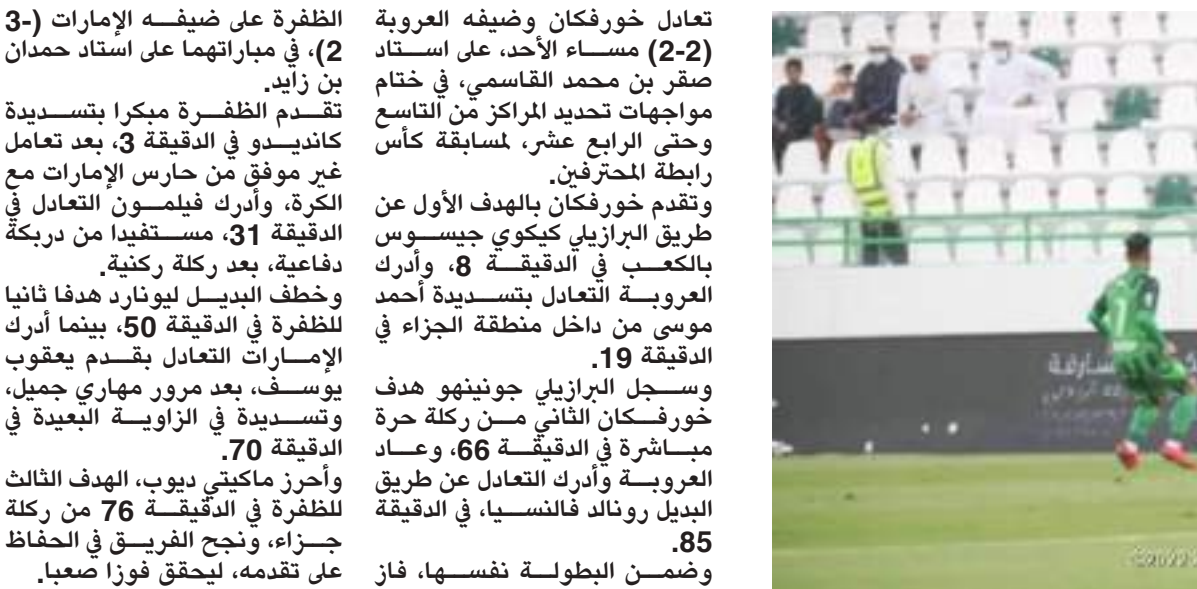 تعادل خورفكان وضيفه العروبة
(2-2) مساء الأحد، على استاد
صقر بن محمد القاسمي، في ختام
مواجهات تحديد المراكز من التاسع
وحتى الرابع عشر، لمسابقة كأس
رابطة المحترفين.
وتقدم خورفكان بالهدف الأول عن
طريق البرازيلي كيكوي جيسوس
بالكعب في الدقيقة 8، وأدرك
العروبة التعادل بتسديدة أحمد
موسى من داخل منطقة الجزاء في
الدقيقة 19.
وسجل البرازيلي جونينهو هدف
خورفكان الثاني من ركلة حرة
مباشرة في الدقيقة 66، وعاد
العروبة وأدرك التعادل عن طريق
البديل رونالد فالنسيا، في الدقيقة
85.
وضمن البطولة نفسها، فاز
الظفرة على ضيفه الإمارات (3-
2)، في مباراتهما على استاد حمدان
بن زايد.
تقدم الظفرة مبكرا بتسديدة
كانديدو في الدقيقة 3، بعد تعامل
غير موفق من حارس الإمارات مع
الكرة، وأدرك فيلمون التعادل في
الدقيقة 31، مستفيدا من دربكة
دفاعية، بعد ركلة ركنية.
وخطف البديل ليونارد هدفا ثانيا
للظفرة في الدقيقة 50، بينما أدرك
الإمارات التعادل بقدم يعقوب
يوسف، بعد مرور مهاري جميل،
وتسديدة في الزاوية البعيدة في
الدقيقة 70.
وأحرز ماكيتي ديوب، الهدف الثالث
للظفرة في الدقيقة 76 من ركلة
جزاء، ونجح الفريق في الحفاظ
على تقدمه، ليحقق فوزا صعبا.
©2022